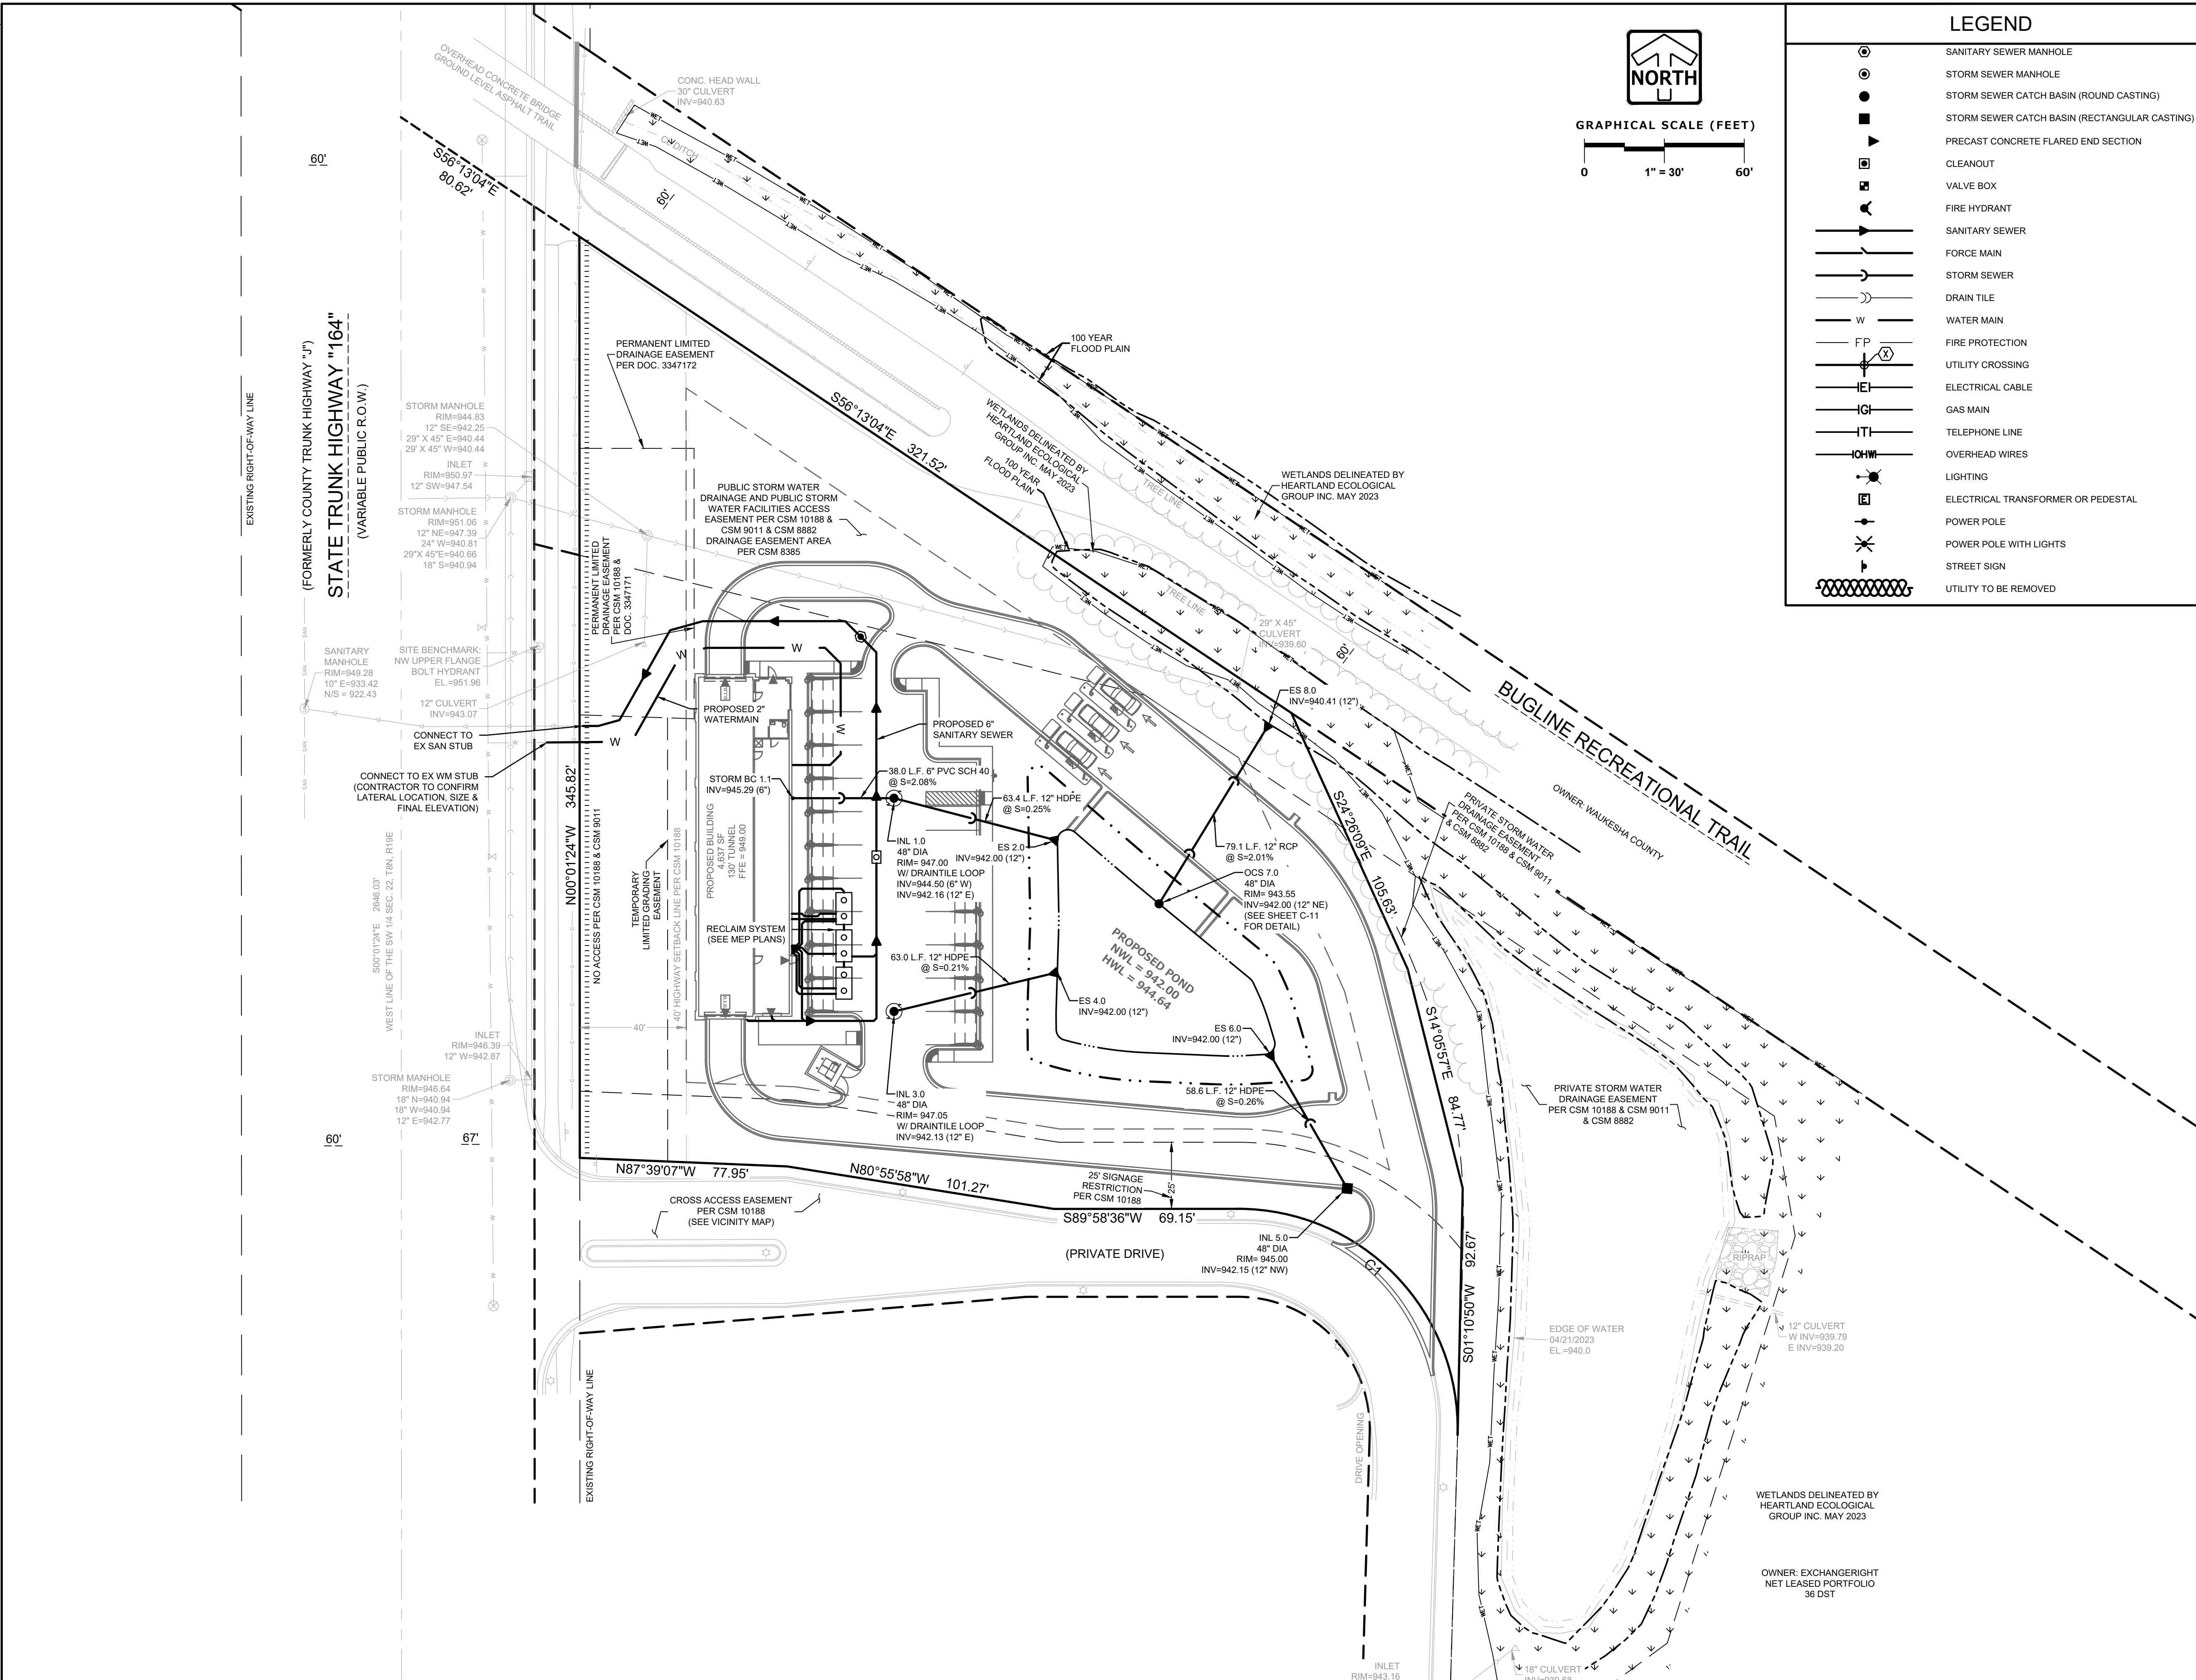 LEGEND
SANITARY SEWER MANHOLE
STORM SEWER MANHOLE
STORM SEWER CATCH BASIN (ROUND CASTING)
STORM SEWER CATCH BASIN (RECTANGULAR CASTING)
PRECAST CONCRETE FLARED END SECTION
CLEANOUT
VALVE BOX
FIRE HYDRANT
SANITARY SEWER
FORCE MAIN
STORM SEWER
DRAIN TILE
W WATER MAIN
FP FIRE PROTECTION
X UTILITY CROSSING
E ELECTRICAL CABLE
G GAS MAIN
T TELEPHONE LINE
OHW OVERHEAD WIRES
LIGHTING
E ELECTRICAL TRANSFORMER OR PEDESTAL
POWER POLE
POWER POLE WITH LIGHTS
STREET SIGN
UTILITY TO BE REMOVED
NORTH
GRAPHICAL SCALE (FEET)
0 1" = 30' 60'
OVERHEAD CONCRETE BRIDGE
GROUND LEVEL ASPHALT TRAIL
CONC. HEAD WALL
30" CULVERT
INV=940.63
60'
S56°13'04"E
80.62'
60'
EXISTING RIGHT-OF-WAY LINE
(FORMERLY COUNTY TRUNK HIGHWAY "J")
STATE TRUNK HIGHWAY "164"
(VARIABLE PUBLIC R.O.W.)
PERMANENT LIMITED
DRAINAGE EASEMENT
PER DOC. 3347172
100 YEAR
FLOOD PLAIN
S56°13'04"E 321.52'
STORM MANHOLE
RIM=944.83
12" SE=942.25
29" X 45" E=940.44
29' X 45" W=940.44
INLET
RIM=950.97
12" SW=947.54
STORM MANHOLE
RIM=951.06
12" NE=947.39
24" W=940.81
29"X 45"E=940.66
18" S=940.94
PUBLIC STORM WATER
DRAINAGE AND PUBLIC STORM
WATER FACILITIES ACCESS
EASEMENT PER CSM 10188 &
CSM 9011 & CSM 8882
DRAINAGE EASEMENT AREA
PER CSM 8385
WETLANDS DELINEATED BY
HEARTLAND ECOLOGICAL
GROUP INC. MAY 2023
100 YEAR
FLOOD PLAIN
WETLANDS DELINEATED BY
HEARTLAND ECOLOGICAL
GROUP INC. MAY 2023
TREE LINE
TREE LINE
PERMANENT LIMITED
DRAINAGE EASEMENT
PER CSM 10188 &
DOC. 3347171
29" X 45"
CULVERT
INV=939.60
60'
SANITARY
MANHOLE
RIM=949.28
10" E=933.42
N/S = 922.43
SITE BENCHMARK:
NW UPPER FLANGE
BOLT HYDRANT
EL.=951.96
12" CULVERT
INV=943.07
CONNECT TO
EX SAN STUB
CONNECT TO EX WM STUB
(CONTRACTOR TO CONFIRM
LATERAL LOCATION, SIZE &
FINAL ELEVATION)
PROPOSED 2"
WATERMAIN
PROPOSED 6"
SANITARY SEWER
ES 8.0
INV=940.41 (12")
BUGLINE RECREATIONAL TRAIL
OWNER: WAUKESHA COUNTY
STORM BC 1.1
INV=945.29 (6")
38.0 L.F. 6" PVC SCH 40
@ S=2.08%
63.4 L.F. 12" HDPE
@ S=0.25%
PRIVATE STORM WATER
DRAINAGE EASEMENT
PER CSM 10188 & CSM 9011
& CSM 8882
N00°01'24"W 345.82'
NO ACCESS PER CSM 10188 & CSM 9011
S00°01'24"E 2648.03'
WEST LINE OF THE SW 1/4 SEC. 22, T8N, R19E
TEMPORARY
LIMITED GRADING
EASEMENT
40' HIGHWAY SETBACK LINE PER CSM 10188
PROPOSED BUILDING
4,637 SF
130' TUNNEL
FFE = 949.00
INL 1.0
48" DIA
RIM= 947.00
W/ DRAINTILE LOOP
INV=944.50 (6" W)
INV=942.16 (12" E)
ES 2.0
INV=942.00 (12")
79.1 L.F. 12" RCP
@ S=2.01%
S24°26'09"E 105.63'
OCS 7.0
48" DIA
RIM= 943.55
INV=942.00 (12" NE)
(SEE SHEET C-11
FOR DETAIL)
RECLAIM SYSTEM
(SEE MEP PLANS)
PROPOSED POND
NWL = 942.00
HWL = 944.64
63.0 L.F. 12" HDPE
@ S=0.21%
ES 4.0
INV=942.00 (12")
ES 6.0
INV=942.00 (12")
S14°05'57"E 84.77'
40'
INLET
RIM=946.39
12" W=942.87
STORM MANHOLE
RIM=946.64
18" N=940.94
18" W=940.94
12" E=942.77
60'
67'
INL 3.0
48" DIA
RIM= 947.05
W/ DRAINTILE LOOP
INV=942.13 (12" E)
58.6 L.F. 12" HDPE
@ S=0.26%
PRIVATE STORM WATER
DRAINAGE EASEMENT
PER CSM 10188 & CSM 9011
& CSM 8882
N87°39'07"W 77.95'
N80°55'58"W 101.27'
25' SIGNAGE
RESTRICTION
PER CSM 10188
25'
S89°58'36"W 69.15'
CROSS ACCESS EASEMENT
PER CSM 10188
(SEE VICINITY MAP)
(PRIVATE DRIVE)
INL 5.0
48" DIA
RIM= 945.00
INV=942.15 (12" NW)
C1
S01°10'50"W 92.67'
RIPRAP
EDGE OF WATER
04/21/2023
EL.=940.0
12" CULVERT
W INV=939.79
E INV=939.20
EXISTING RIGHT-OF-WAY LINE
DRIVE OPENING
WETLANDS DELINEATED BY
HEARTLAND ECOLOGICAL
GROUP INC. MAY 2023
OWNER: EXCHANGERIGHT
NET LEASED PORTFOLIO
36 DST
INLET
RIM=943.16
18" CULVERT